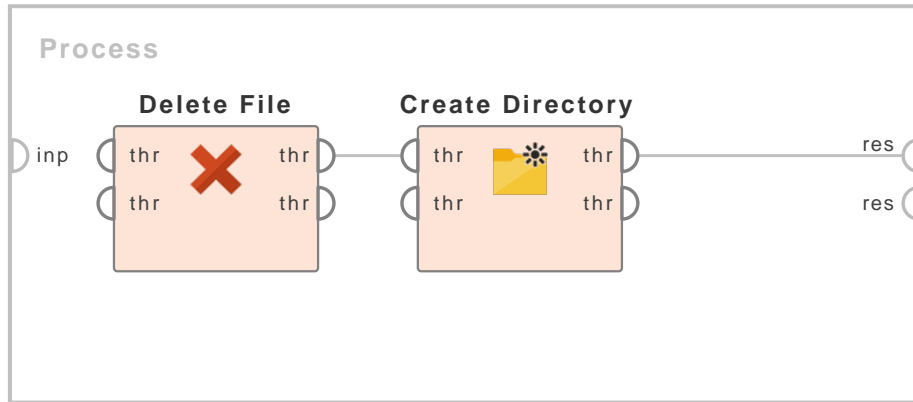 Process
Delete File
Create Directory
inp
thr
thr
thr
thr
res
thr
thr
thr
thr
res